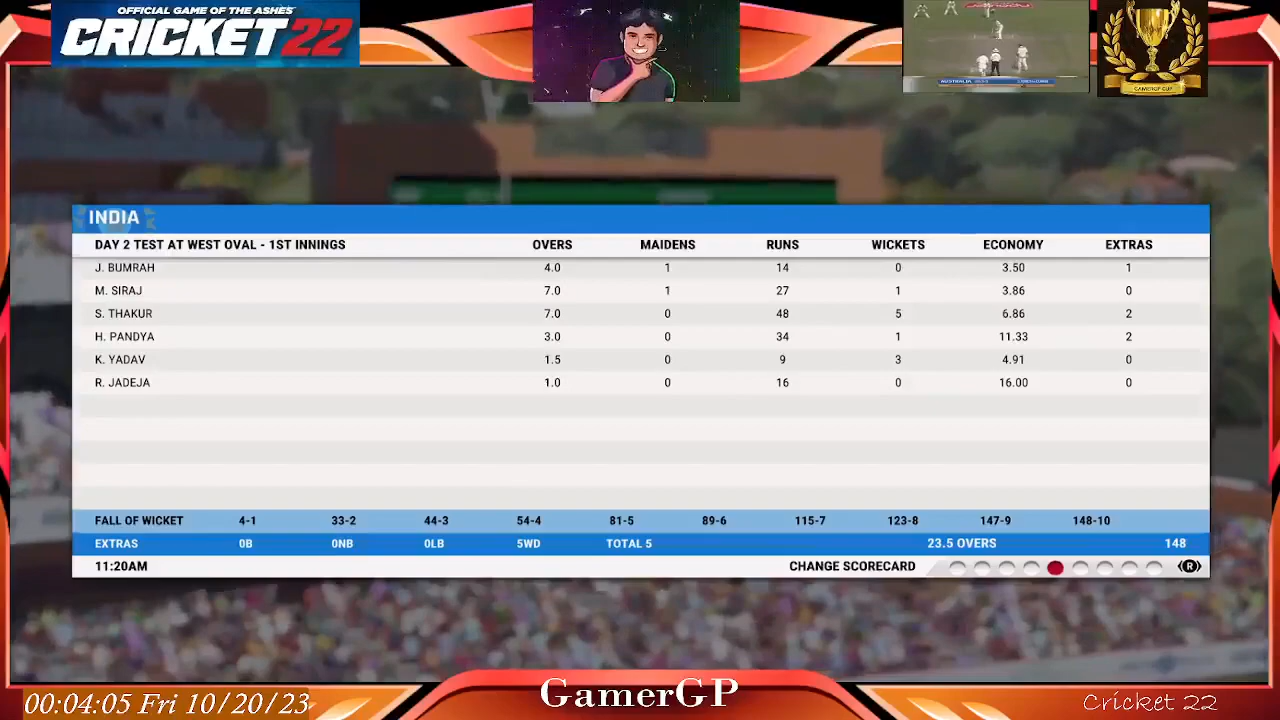 OFFICIAL GAME OF THE ASHES
CRICKET 22
AUSTRALIA
GAMERGP CUP
INDIA
DAY 2 TEST AT WEST OVAL - 1ST INNINGS OVERS MAIDENS RUNS WICKETS ECONOMY EXTRAS
J. BUMRAH 4.0 1 14 0 3.50 1
M. SIRAJ 7.0 1 27 1 3.86 0
S. THAKUR 7.0 0 48 5 6.86 2
H. PANDYA 3.0 0 34 1 11.33 2
K. YADAV 1.5 0 9 3 4.91 0
R. JADEJA 1.0 0 16 0 16.00 0
FALL OF WICKET 4-1 33-2 44-3 54-4 81-5 89-6 115-7 123-8 147-9 148-10
EXTRAS 0B 0NB 0LB 5WD TOTAL 5 23.5 OVERS 148
11:20AM CHANGE SCORECARD R
00:04:05 Fri 10/20/23 GamerGP Cricket 22